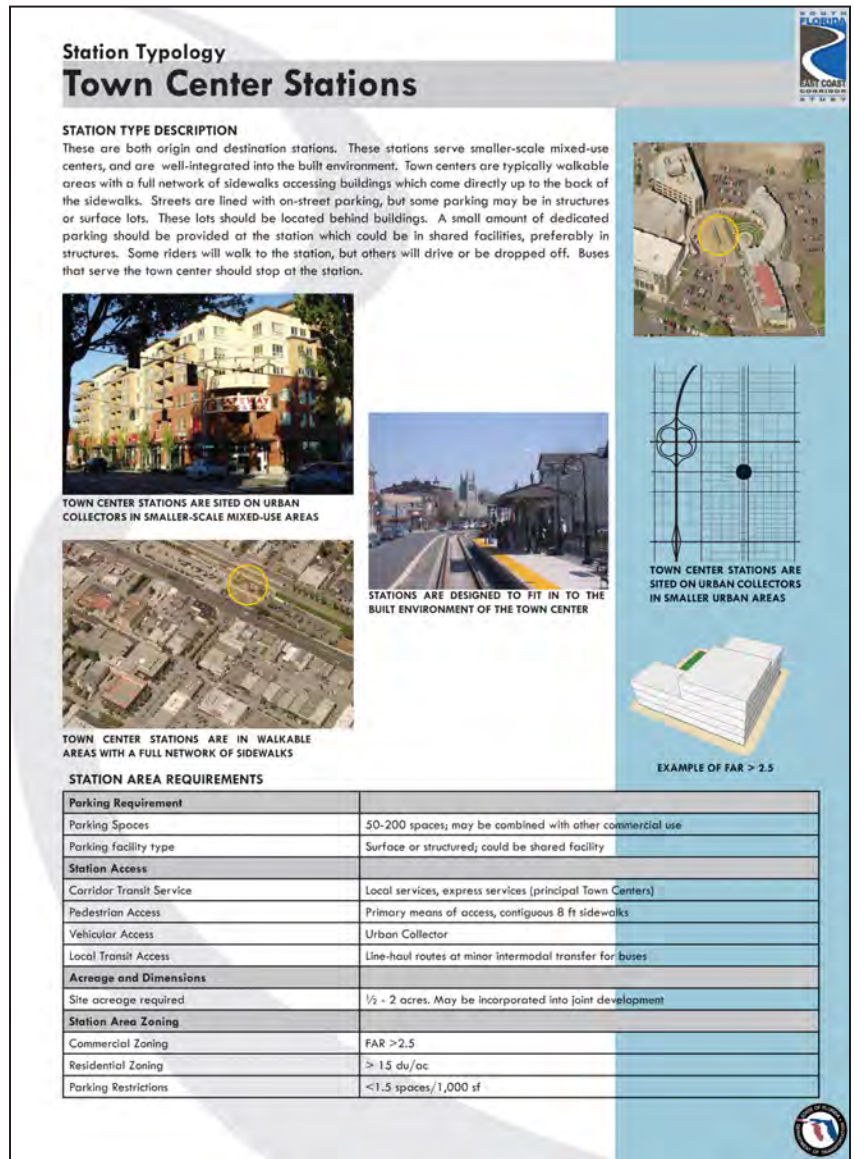 SOUTH
FLORIDA
EAST COAST
CORRIDOR
STUDY
Station Typology
Town Center Stations
STATION TYPE DESCRIPTION
These are both origin and destination stations. These stations serve smaller-scale mixed-use
centers, and are well-integrated into the built environment. Town centers are typically walkable
areas with a full network of sidewalks accessing buildings which come directly up to the back of
the sidewalks. Streets are lined with on-street parking, but some parking may be in structures
or surface lots. These lots should be located behind buildings. A small amount of dedicated
parking should be provided at the station which could be in shared facilities, preferably in
structures. Some riders will walk to the station, but others will drive or be dropped off. Buses
that serve the town center should stop at the station.
SAFEWAY
TOWN CENTER STATIONS ARE SITED ON URBAN
COLLECTORS IN SMALLER-SCALE MIXED-USE AREAS
STATIONS ARE DESIGNED TO FIT IN TO THE
BUILT ENVIRONMENT OF THE TOWN CENTER
TOWN CENTER STATIONS ARE
SITED ON URBAN COLLECTORS
IN SMALLER URBAN AREAS
TOWN CENTER STATIONS ARE IN WALKABLE
AREAS WITH A FULL NETWORK OF SIDEWALKS
EXAMPLE OF FAR > 2.5
STATION AREA REQUIREMENTS
Parking Requirement
Parking Spaces 50-200 spaces; may be combined with other commercial use
Parking facility type Surface or structured; could be shared facility
Station Access
Corridor Transit Service Local services, express services (principal Town Centers)
Pedestrian Access Primary means of access, contiguous 8 ft sidewalks
Vehicular Access Urban Collector
Local Transit Access Line-haul routes at minor intermodal transfer for buses
Acreage and Dimensions
Site acreage required ½ - 2 acres. May be incorporated into joint development
Station Area Zoning
Commercial Zoning FAR >2.5
Residential Zoning > 15 du/ac
Parking Restrictions <1.5 spaces/1,000 sf